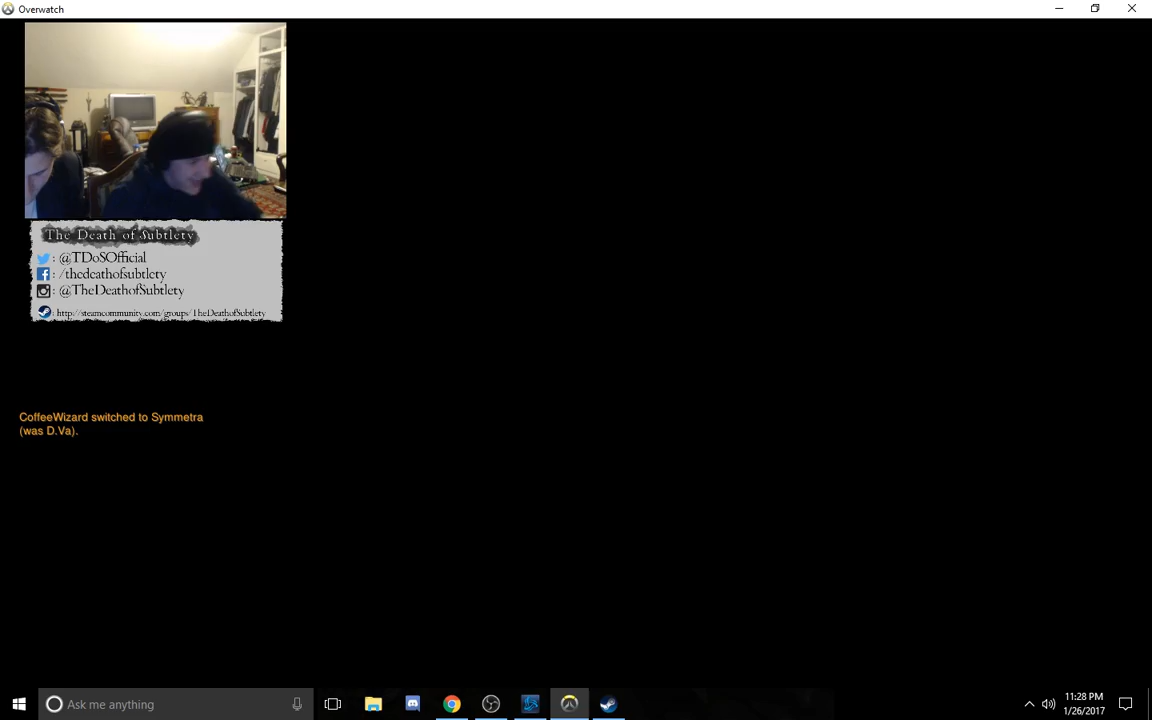 Overwatch
The Death of Subtlety
: @TDoSOfficial
: /thedeathofsubtlety
: @TheDeathofSubtlety
: http://steamcommunity.com/groups/TheDeathofSubtlety
CoffeeWizard switched to Symmetra
(was D.Va).
Ask me anything
11:28 PM
1/26/2017